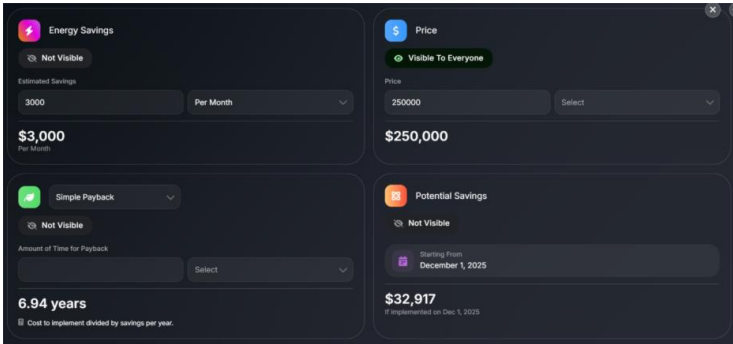 Energy Savings
Not Visible
Estimated Savings
3000
Per Month
$3,000
Per Month
Price
Visible To Everyone
Price
250000
Select
$250,000
Simple Payback
Not Visible
Amount of Time for Payback
Select
6.94 years
Cost to implement divided by savings per year.
Potential Savings
Not Visible
Starting From
December 1, 2025
$32,917
If implemented on Dec 1, 2025